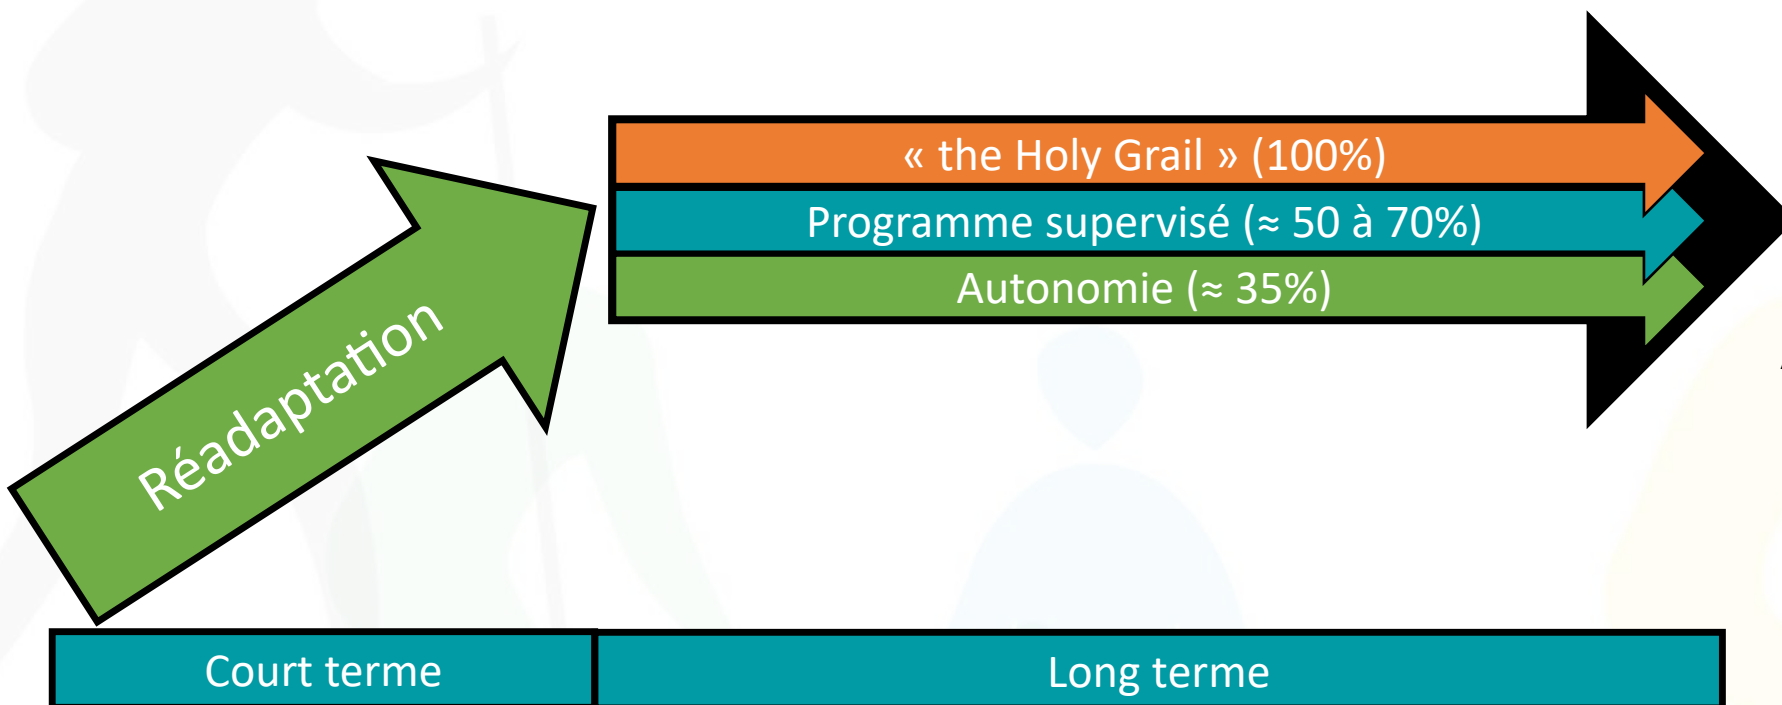 « the Holy Grail » (100%)
Programme supervisé (≈ 50 à 70%)
Autonomie (≈ 35%)
Réadaptation
Court terme
Long terme